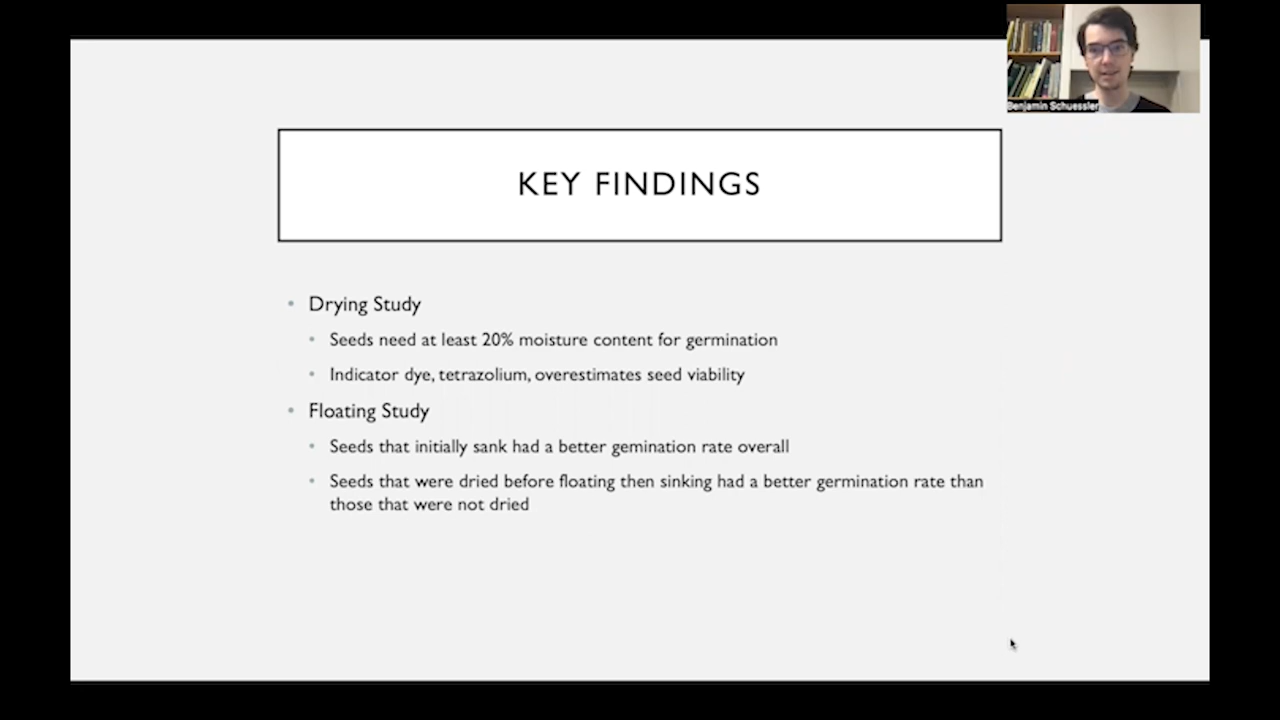 Benjamin Schuessler
KEY FINDINGS
• Drying Study
• Seeds need at least 20% moisture content for germination
• Indicator dye, tetrazolium, overestimates seed viability
• Floating Study
• Seeds that initially sank had a better gemination rate overall
• Seeds that were dried before floating then sinking had a better germination rate than
those that were not dried